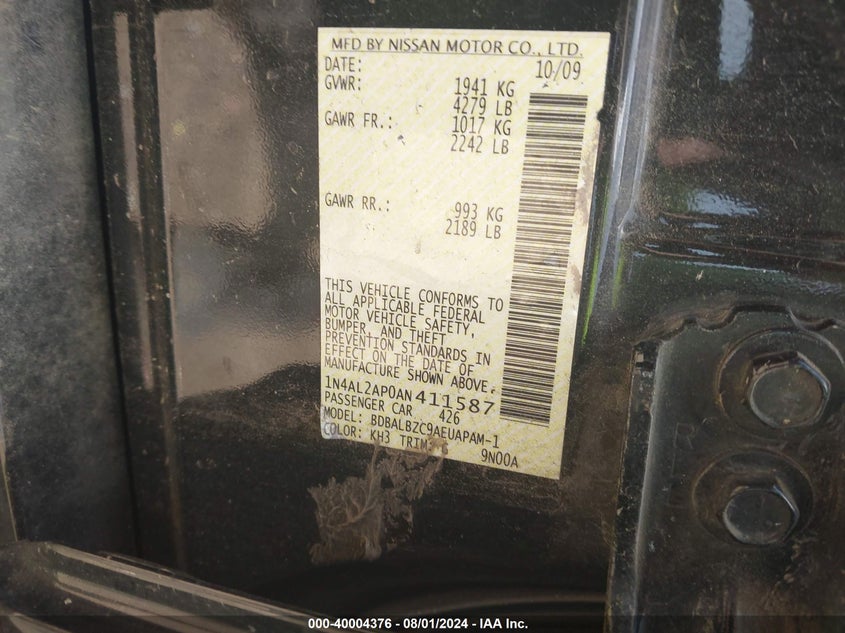 MFD BY NISSAN MOTOR CO., LTD.
DATE: 10/09
GVWR: 1941 KG
4279 LB
GAWR FR.: 1017 KG
2242 LB
GAWR RR.: 993 KG
2189 LB
THIS VEHICLE CONFORMS TO
ALL APPLICABLE FEDERAL
MOTOR VEHICLE SAFETY,
BUMPER, AND THEFT
PREVENTION STANDARDS IN
EFFECT ON THE DATE OF
MANUFACTURE SHOWN ABOVE.
1N4AL2AP0AN411587
PASSENGER CAR 426
MODEL: BDBALBZC9AEUAPAM-1
COLOR: KH3 TRIM: G 9N00A
000-40004376 - 08/01/2024 - IAA Inc.